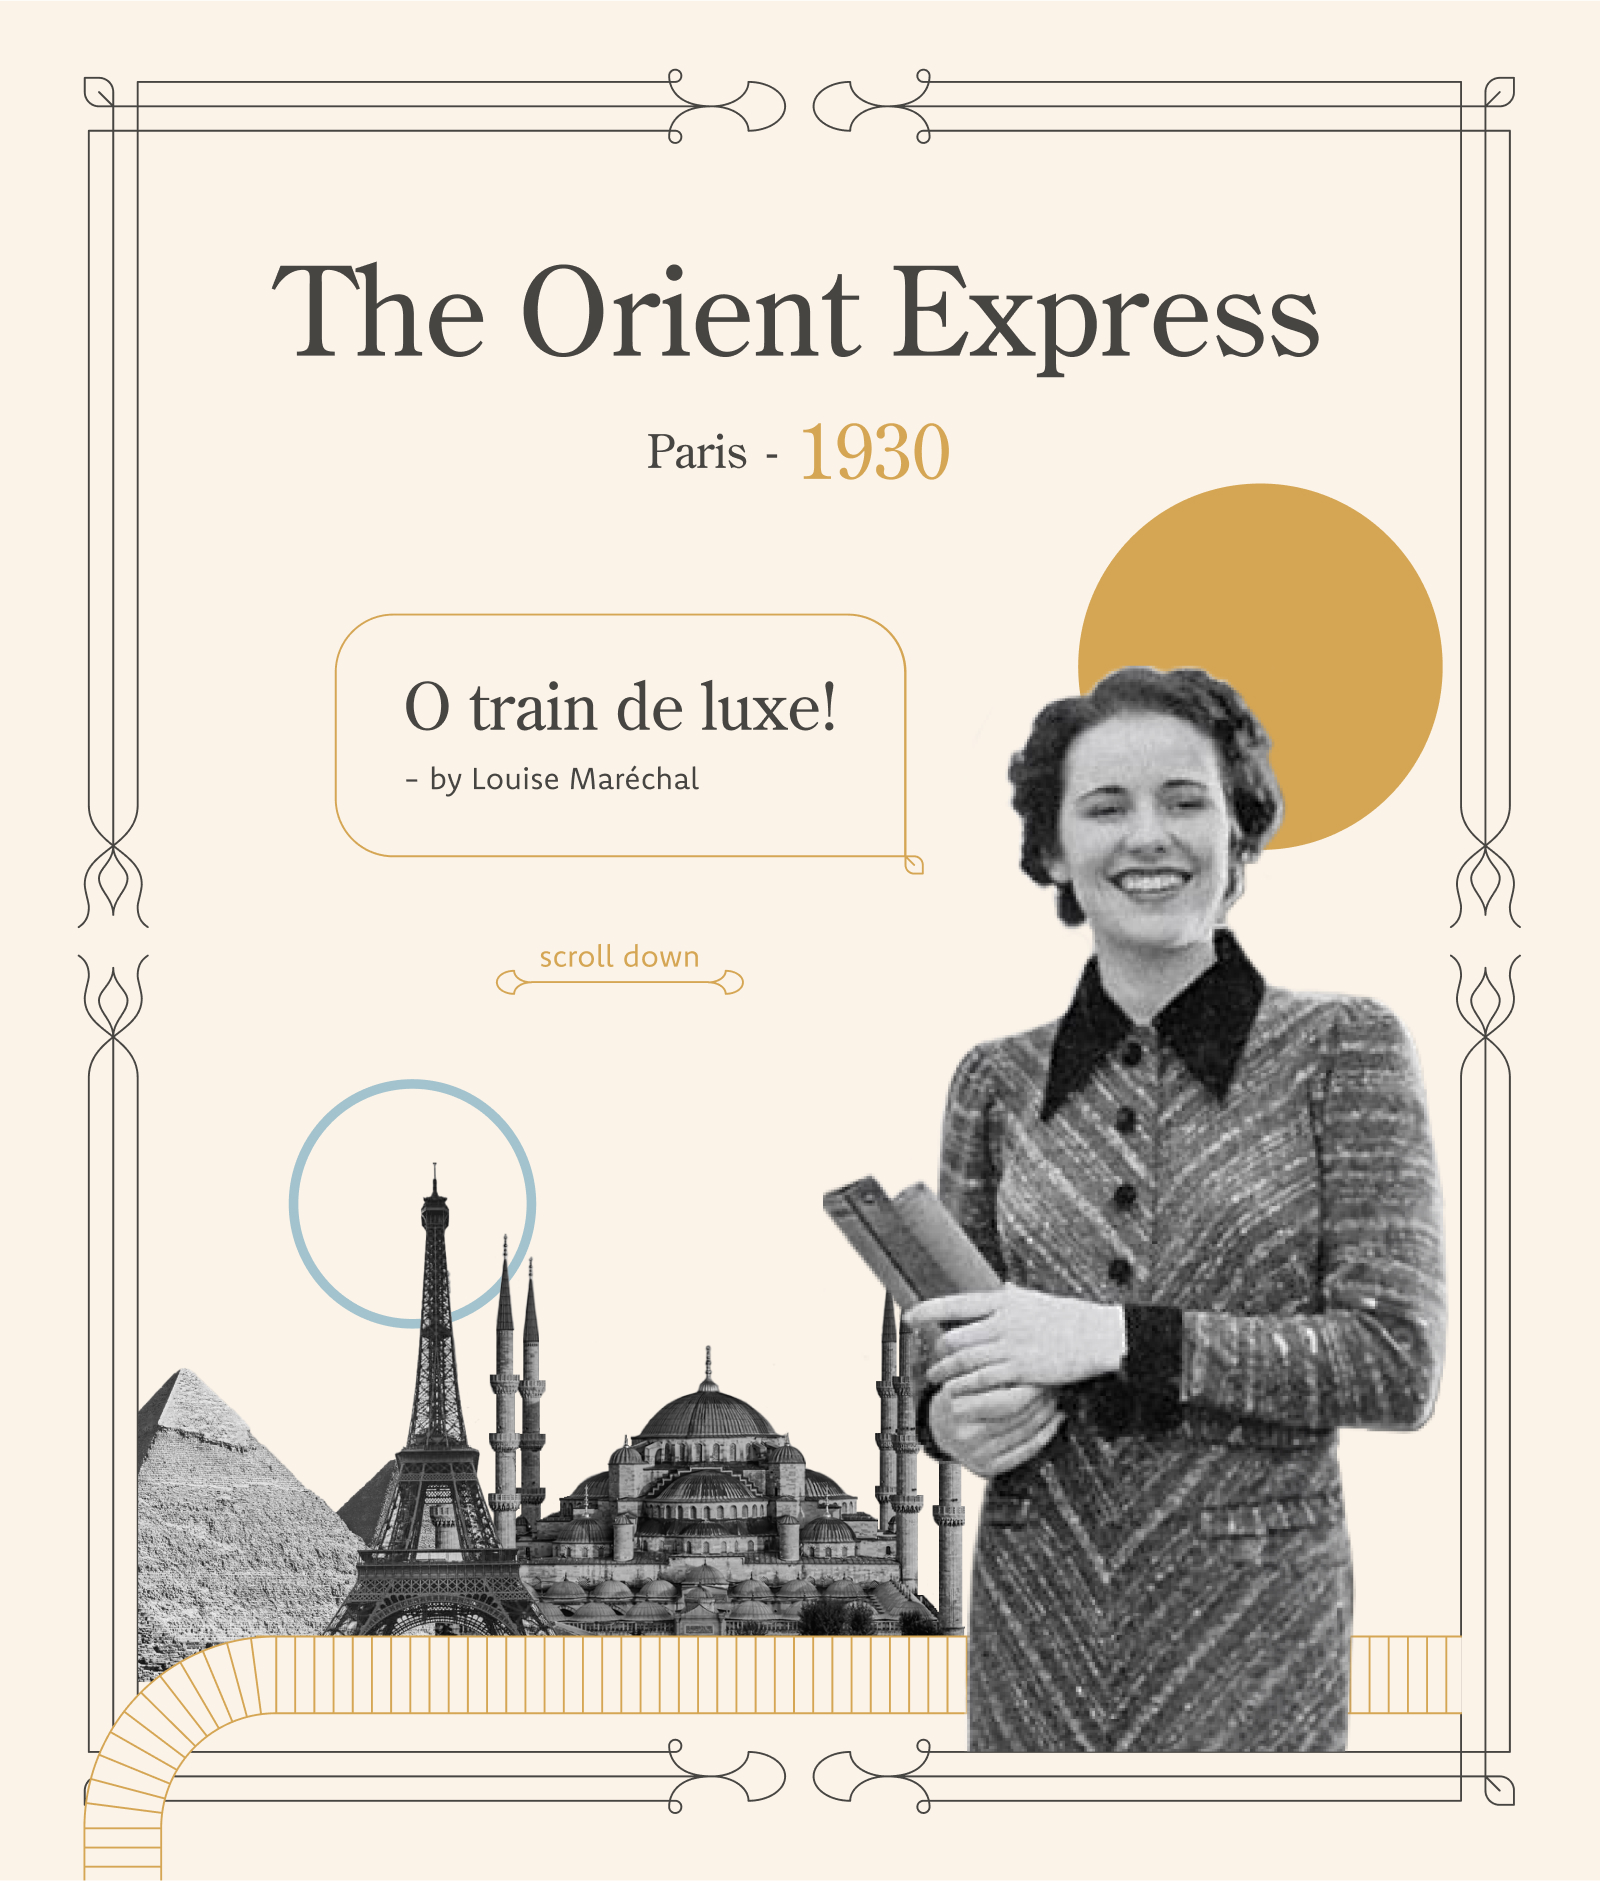 The Orient Express
Paris - 1930
O train de luxe!
– by Louise Maréchal
scroll down